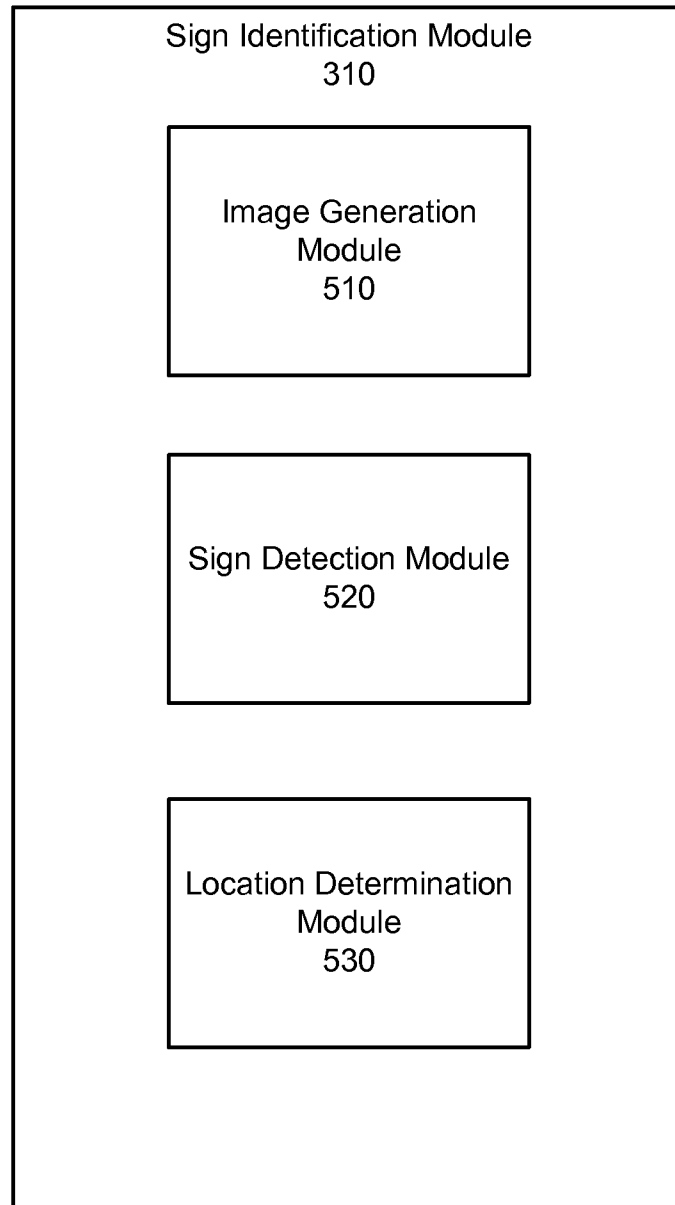 Sign Identification Module
310
Image Generation
Module
510
Sign Detection Module
520
Location Determination
Module
530